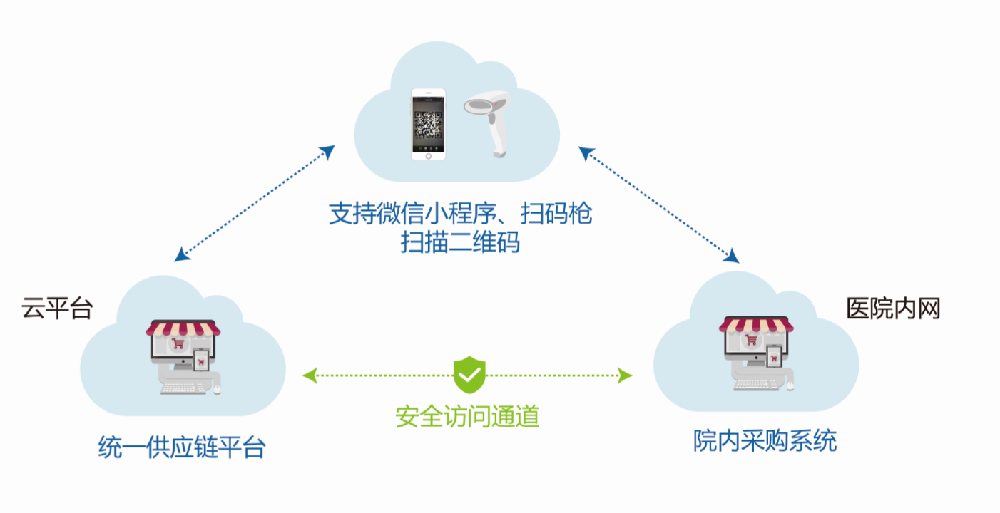 支持微信小程序、扫码枪
扫描二维码
云平台
医院内网
安全访问通道
统一供应链平台
院内采购系统